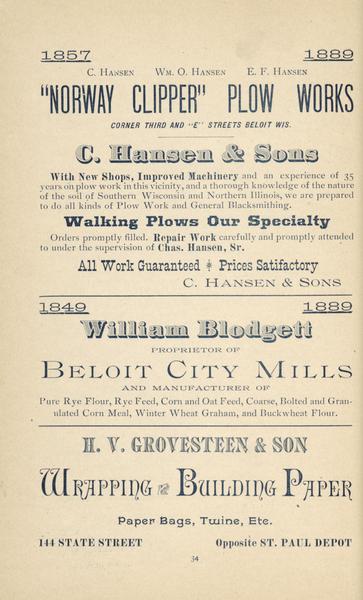 1857 1889
C. HANSEN WM. O. HANSEN E. F. HANSEN
"NORWAY CLIPPER" PLOW WORKS
CORNER THIRD AND "E" STREETS BELOIT WIS.
C. Hansen & Sons
With New Shops, Improved Machinery and an experience of 35
years on plow work in this vicinity, and a thorough knowledge of the nature
of the soil of Southern Wisconsin and Northern Illinois, we are prepared
to do all kinds of Plow Work and General Blacksmithing.
Walking Plows Our Specialty
Orders promptly filled. Repair Work carefully and promptly attended
to under the supervision of Chas. Hansen, Sr.
All Work Guaranteed Prices Satifactory
C. HANSEN & SONS
1849 1889
William Blodgett
PROPRIETOR OF
BELOIT CITY MILLS
AND MANUFACTURER OF
Pure Rye Flour, Rye Feed, Corn and Oat Feed, Coarse, Bolted and Gran-
ulated Corn Meal, Winter Wheat Graham, and Buckwheat Flour.
H. V. GROVESTEEN & SON
WRAPPING BUILDING PAPER
Paper Bags, Twine, Etc.
144 STATE STREET Opposite ST. PAUL DEPOT
34